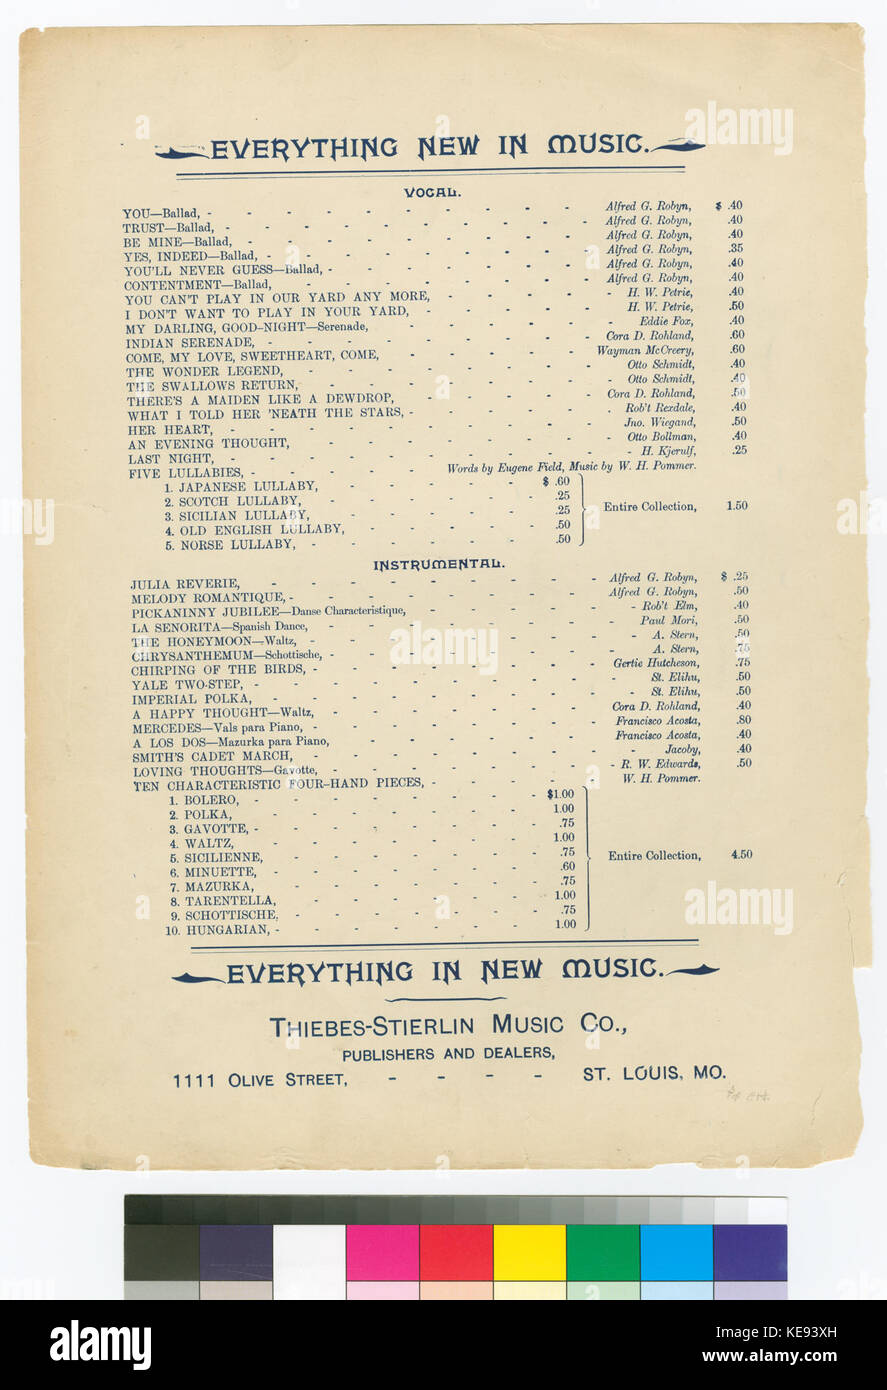 EVERYTHING NEW IN MUSIC.
VOCAL.
YOU—Ballad, - - - - - - - - - - Alfred G. Robyn, $ .40
TRUST—Ballad, - - - - - - - - - - Alfred G. Robyn, .40
BE MINE—Ballad, - - - - - - - - - Alfred G. Robyn, .40
YES, INDEED—Ballad, - - - - - - - - - Alfred G. Robyn, .35
YOU'LL NEVER GUESS—Ballad, - - - - - - - - Alfred G. Robyn, .40
CONTENTMENT—Ballad, - - - - - - - - Alfred G. Robyn, .40
YOU CAN'T PLAY IN OUR YARD ANY MORE, - - - - - H. W. Petrie, .40
I DON'T WANT TO PLAY IN YOUR YARD, - - - - - - H. W. Petrie, .50
MY DARLING, GOOD-NIGHT—Serenade, - - - - - - Eddie Fox, .40
INDIAN SERENADE, - - - - - - - - - Cora D. Rohland, .60
COME, MY LOVE, SWEETHEART, COME, - - - - - - Wayman McCreery, .60
THE WONDER LEGEND, - - - - - - - - Otto Schmidt, .40
THE SWALLOWS RETURN, - - - - - - - - Otto Schmidt, .40
THERE'S A MAIDEN LIKE A DEWDROP, - - - - - Cora D. Rohland, .50
WHAT I TOLD HER 'NEATH THE STARS, - - - - - - Rob't Rexdale, .40
HER HEART, - - - - - - - - - - Jno. Wiegand, .50
AN EVENING THOUGHT, - - - - - - - - Otto Bollman, .40
LAST NIGHT, - - - - - - - - - - H. Kjerulf, .25
FIVE LULLABIES, - - - - - Words by Eugene Field, Music by W. H. Pommer.
1. JAPANESE LULLABY, - - - - - - $ .60
2. SCOTCH LULLABY, - - - - - - .25
3. SICILIAN LULLABY, - - - - - - .25 Entire Collection, 1.50
4. OLD ENGLISH LULLABY, - - - - - .50
5. NORSE LULLABY, - - - - - - - .50
INSTRUMENTAL.
JULIA REVERIE, - - - - - - - - - Alfred G. Robyn, $ .25
MELODY ROMANTIQUE, - - - - - - - - - Alfred G. Robyn, .50
PICKANINNY JUBILEE—Danse Characteristique, - - - - - - Rob't Elm, .40
LA SENORITA—Spanish Dance, - - - - - - - - Paul Mori, .50
THE HONEYMOON—Waltz, - - - - - - - - - A. Stern, .50
CHRYSANTHEMUM—Schottische, - - - - - - - - A. Stern, .75
CHIRPING OF THE BIRDS, - - - - - - - - Gertie Hutcheson, .75
YALE TWO-STEP, - - - - - - - - - - St. Elihu, .50
IMPERIAL POLKA, - - - - - - - - - - St. Elihu, .50
A HAPPY THOUGHT—Waltz, - - - - - - - - Cora D. Rohland, .40
MERCEDES—Vals para Piano, - - - - - - - - Francisco Acosta, .80
A LOS DOS—Mazurka para Piano, - - - - - - - Francisco Acosta, .40
SMITH'S CADET MARCH, - - - - - - - - - Jacoby, .40
LOVING THOUGHTS—Gavotte, - - - - - - - - R. W. Edwards, .50
TEN CHARACTERISTIC FOUR-HAND PIECES, - - - - - - W. H. Pommer.
1. BOLERO, - - - - - - - - $1.00
2. POLKA, - - - - - - - - 1.00
3. GAVOTTE, - - - - - - - - .75
4. WALTZ, - - - - - - - - 1.00
5. SICILIENNE, - - - - - - - .75 Entire Collection, 4.50
6. MINUETTE, - - - - - - - .60
7. MAZURKA, - - - - - - - .75
8. TARENTELLA, - - - - - - - 1.00
9. SCHOTTISCHE, - - - - - - - .75
10. HUNGARIAN, - - - - - - - 1.00
EVERYTHING IN NEW MUSIC.
THIEBES-STIERLIN MUSIC CO.,
PUBLISHERS AND DEALERS,
1111 OLIVE STREET, - - - - ST. LOUIS, MO.
alamy
Image ID: KE93XH
www.alamy.com